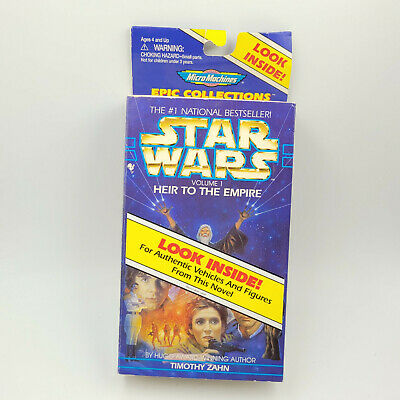 Ages 4 and Up
WARNING:
CHOKING HAZARD-Small parts.
Not for children under 3 years.
LOOK
INSIDE!
MicroMachines
EPIC COLLECTIONS
THE #1 NATIONAL BESTSELLER!
STAR
WARS
VOLUME 1
HEIR TO THE EMPIRE
LOOK INSIDE!
For Authentic Vehicles And Figures
From This Novel
BY HUGO AWARD-WINNING AUTHOR
TIMOTHY ZAHN